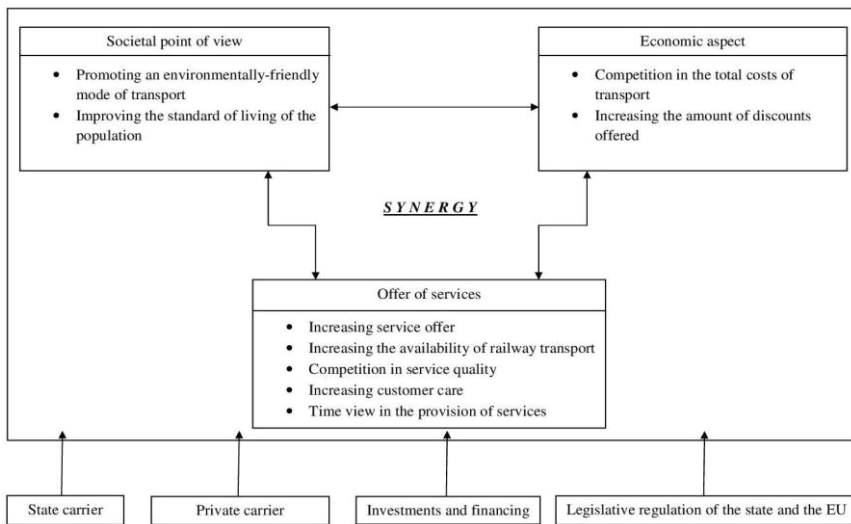 Societal point of view
• Promoting an environmentally-friendly
mode of transport
• Improving the standard of living of the
population
Economic aspect
• Competition in the total costs of
transport
• Increasing the amount of discounts
offered
SYNERGY
Offer of services
• Increasing service offer
• Increasing the availability of railway transport
• Competition in service quality
• Increasing customer care
• Time view in the provision of services
State carrier
Private carrier
Investments and financing
Legislative regulation of the state and the EU